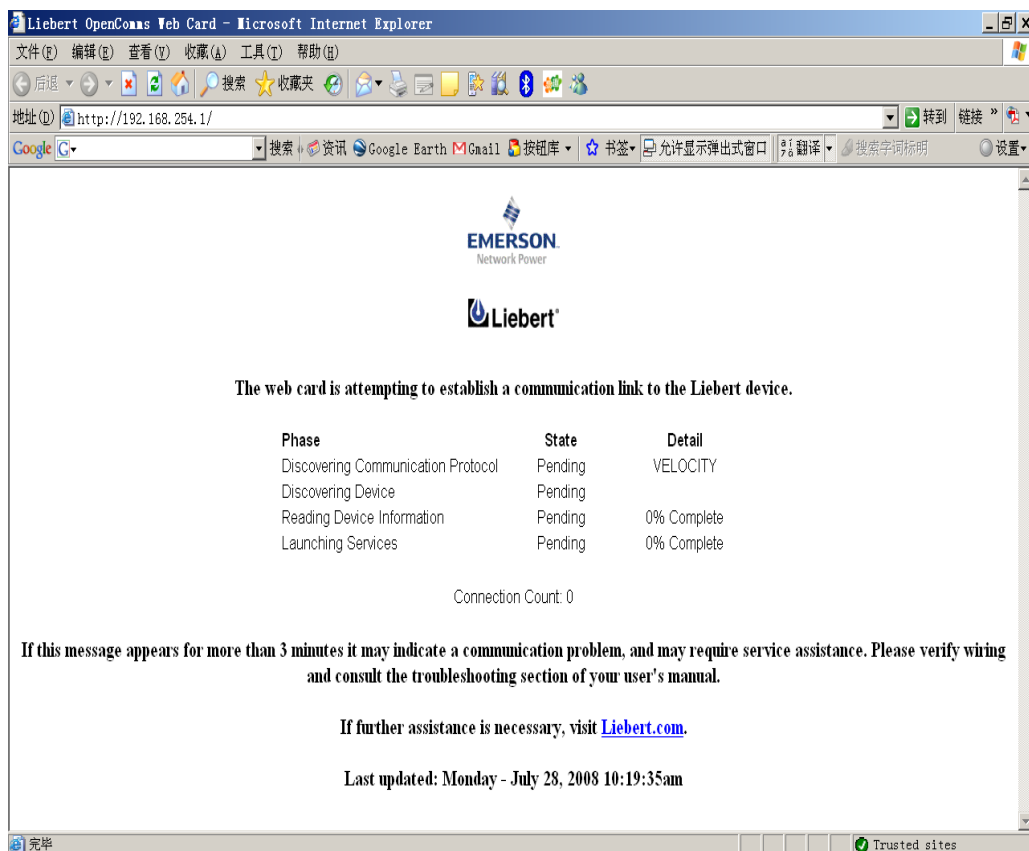 Liebert OpenComms Web Card - Microsoft Internet Explorer
文件(F) 编辑(E) 查看(V) 收藏(A) 工具(T) 帮助(H)
后退 搜索 收藏夹
地址(D) http://192.168.254.1/ 转到 链接 »
Google G 搜索 资讯 Google Earth Gmail 按钮库 书签 允许显示弹出式窗口 翻译 搜索字词标明 设置
EMERSON
Network Power
Liebert®
The web card is attempting to establish a communication link to the Liebert device.
Phase State Detail
Discovering Communication Protocol Pending VELOCITY
Discovering Device Pending
Reading Device Information Pending 0% Complete
Launching Services Pending 0% Complete
Connection Count: 0
If this message appears for more than 3 minutes it may indicate a communication problem, and may require service assistance. Please verify wiring
and consult the troubleshooting section of your user's manual.
If further assistance is necessary, visit Liebert.com.
Last updated: Monday - July 28, 2008 10:19:35am
完毕 Trusted sites